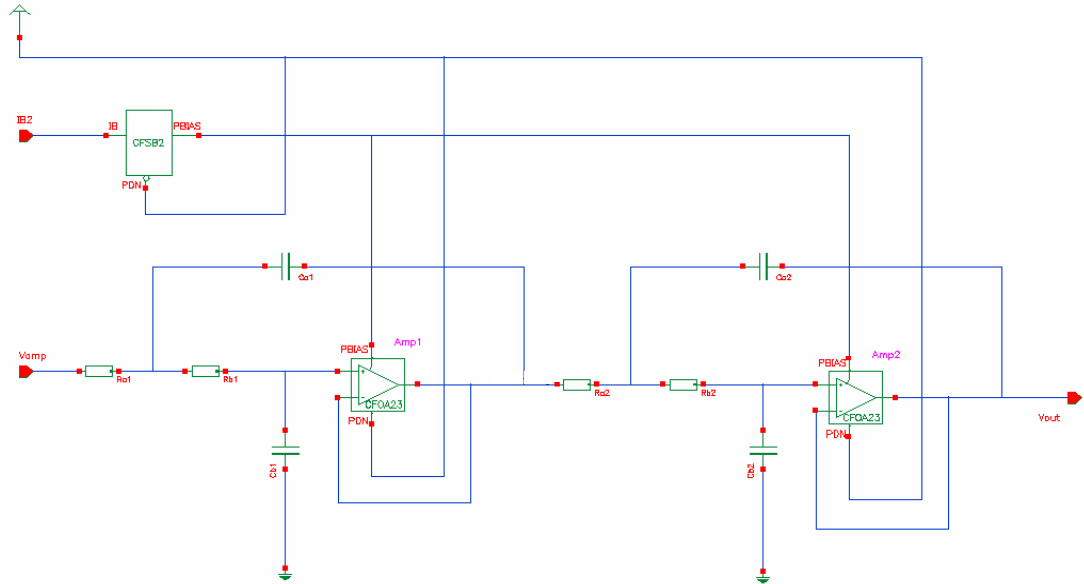 IB2
IB
PBIAS
CFSB2
PDN
Ca1
Ca2
Vamp
Ra1
Rb1
PBIAS
Amp1
CFOA23
PDN
Cb1
Ra2
Rb2
PBIAS
Amp2
CFOA23
PDN
Cb2
Vout